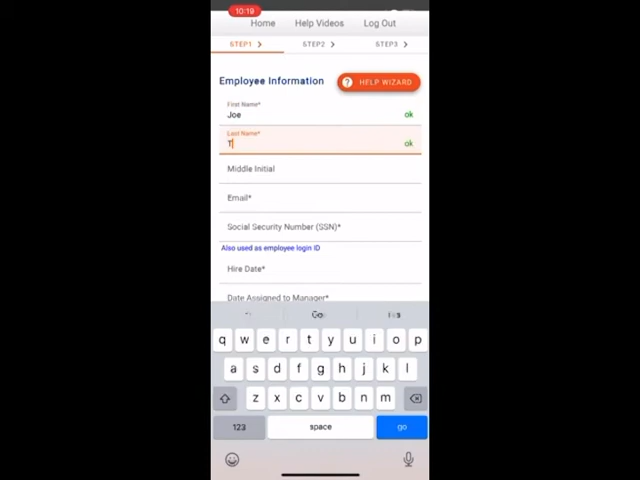 10:19
Home Help Videos Log Out
STEP1 STEP2 STEP3
Employee Information ? HELP WIZARD
First Name*
Joe ok
Last Name*
T ok
Middle Initial
Email*
Social Security Number (SSN)*
Also used as employee login ID
Hire Date*
Date Assigned to Manager*
q w e r t y u i o p
a s d f g h j k l
z x c v b n m
123 space go